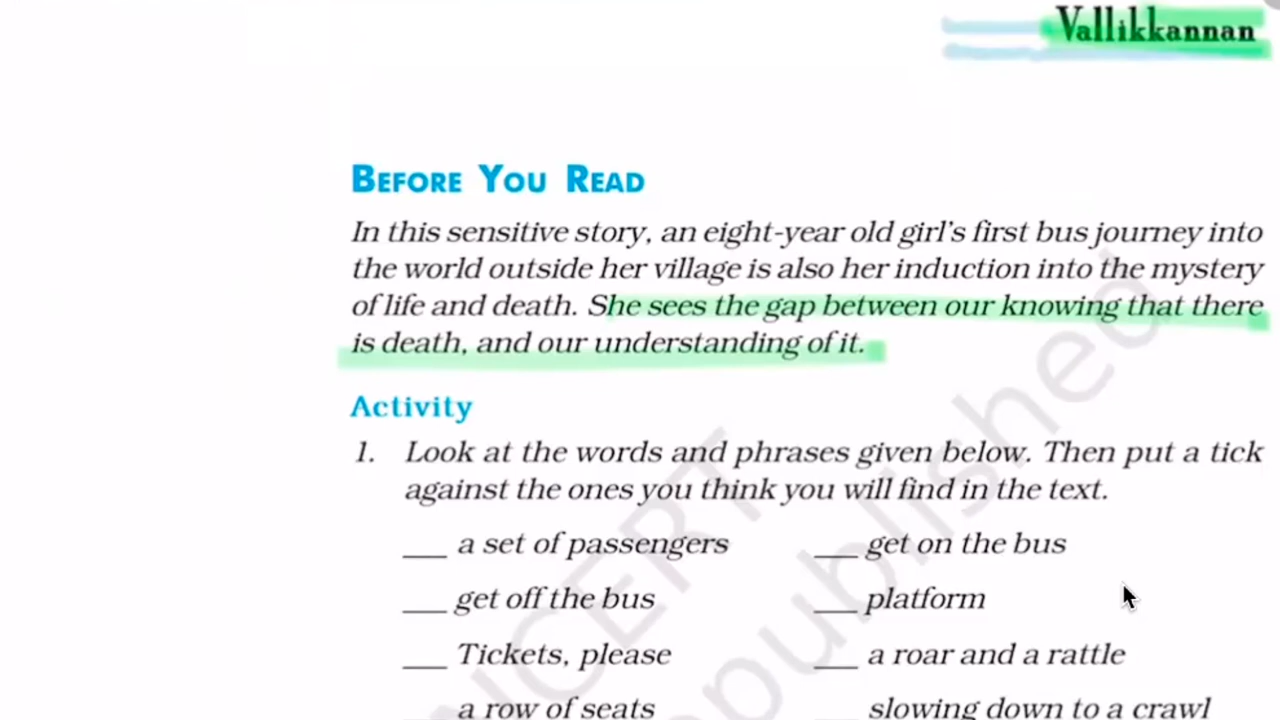 Vallikkannan
BEFORE YOU READ
In this sensitive story, an eight-year old girl's first bus journey into
the world outside her village is also her induction into the mystery
of life and death. She sees the gap between our knowing that there
is death, and our understanding of it.
Activity
1. Look at the words and phrases given below. Then put a tick
against the ones you think you will find in the text.
___ a set of passengers ___ get on the bus
___ get off the bus ___ platform
___ Tickets, please ___ a roar and a rattle
a row of seats slowing down to a crawl
NCERT
published